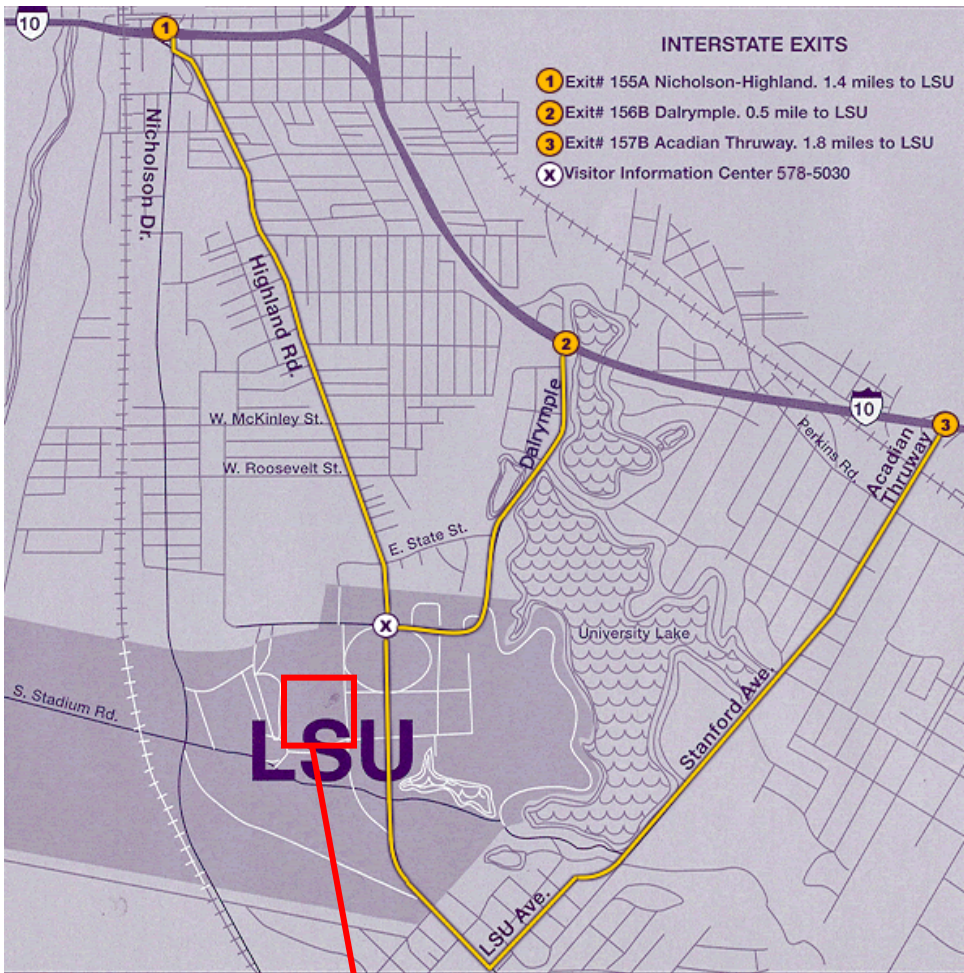 10
1
INTERSTATE EXITS
1 Exit# 155A Nicholson-Highland. 1.4 miles to LSU
2 Exit# 156B Dalrymple. 0.5 mile to LSU
3 Exit# 157B Acadian Thruway. 1.8 miles to LSU
X Visitor Information Center 578-5030
Nicholson Dr.
Highland Rd.
2
Dalrymple
10
3
W. McKinley St.
Perkins Rd.
Acadian
Thruway
W. Roosevelt St.
E. State St.
X
University Lake
S. Stadium Rd.
LSU
Stanford Ave.
LSU Ave.